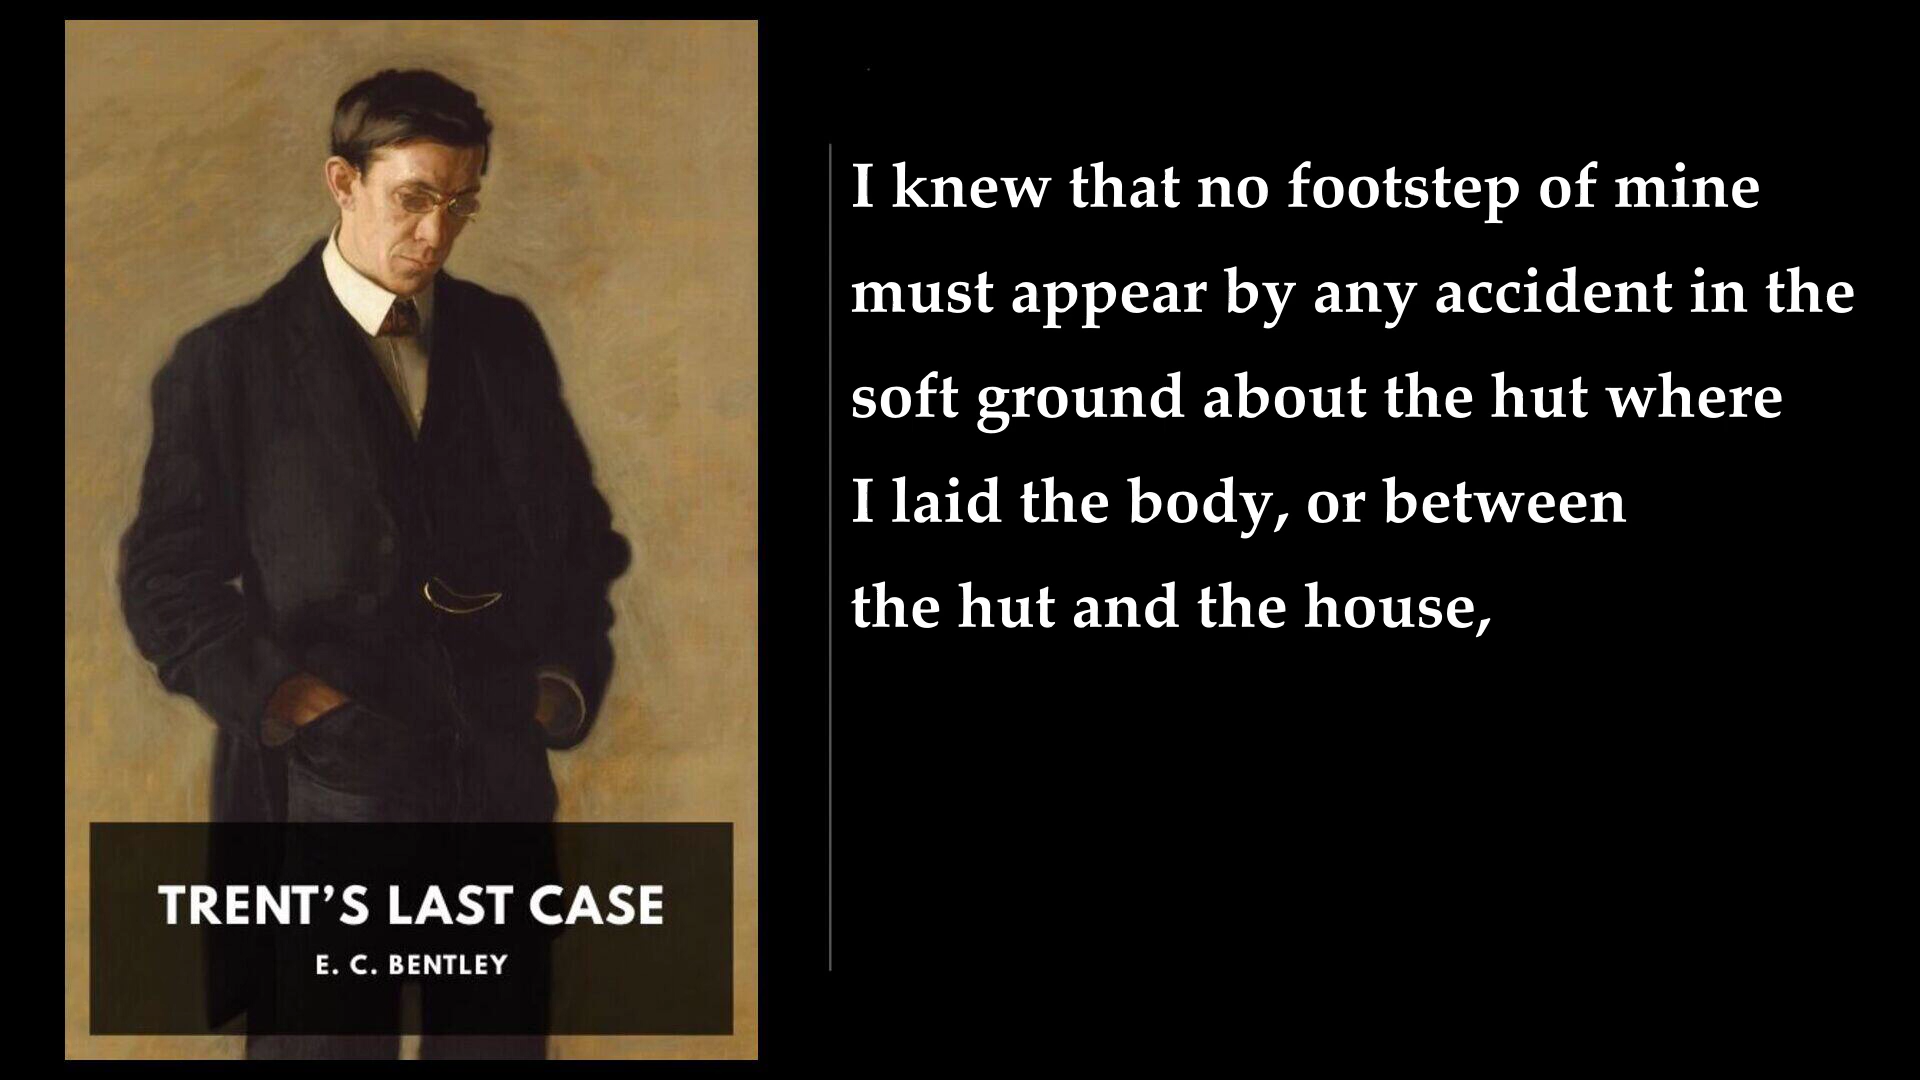 I knew that no footstep of mine
must appear by any accident in the
soft ground about the hut where
I laid the body, or between
the hut and the house,
TRENT’S LAST CASE
E. C. BENTLEY